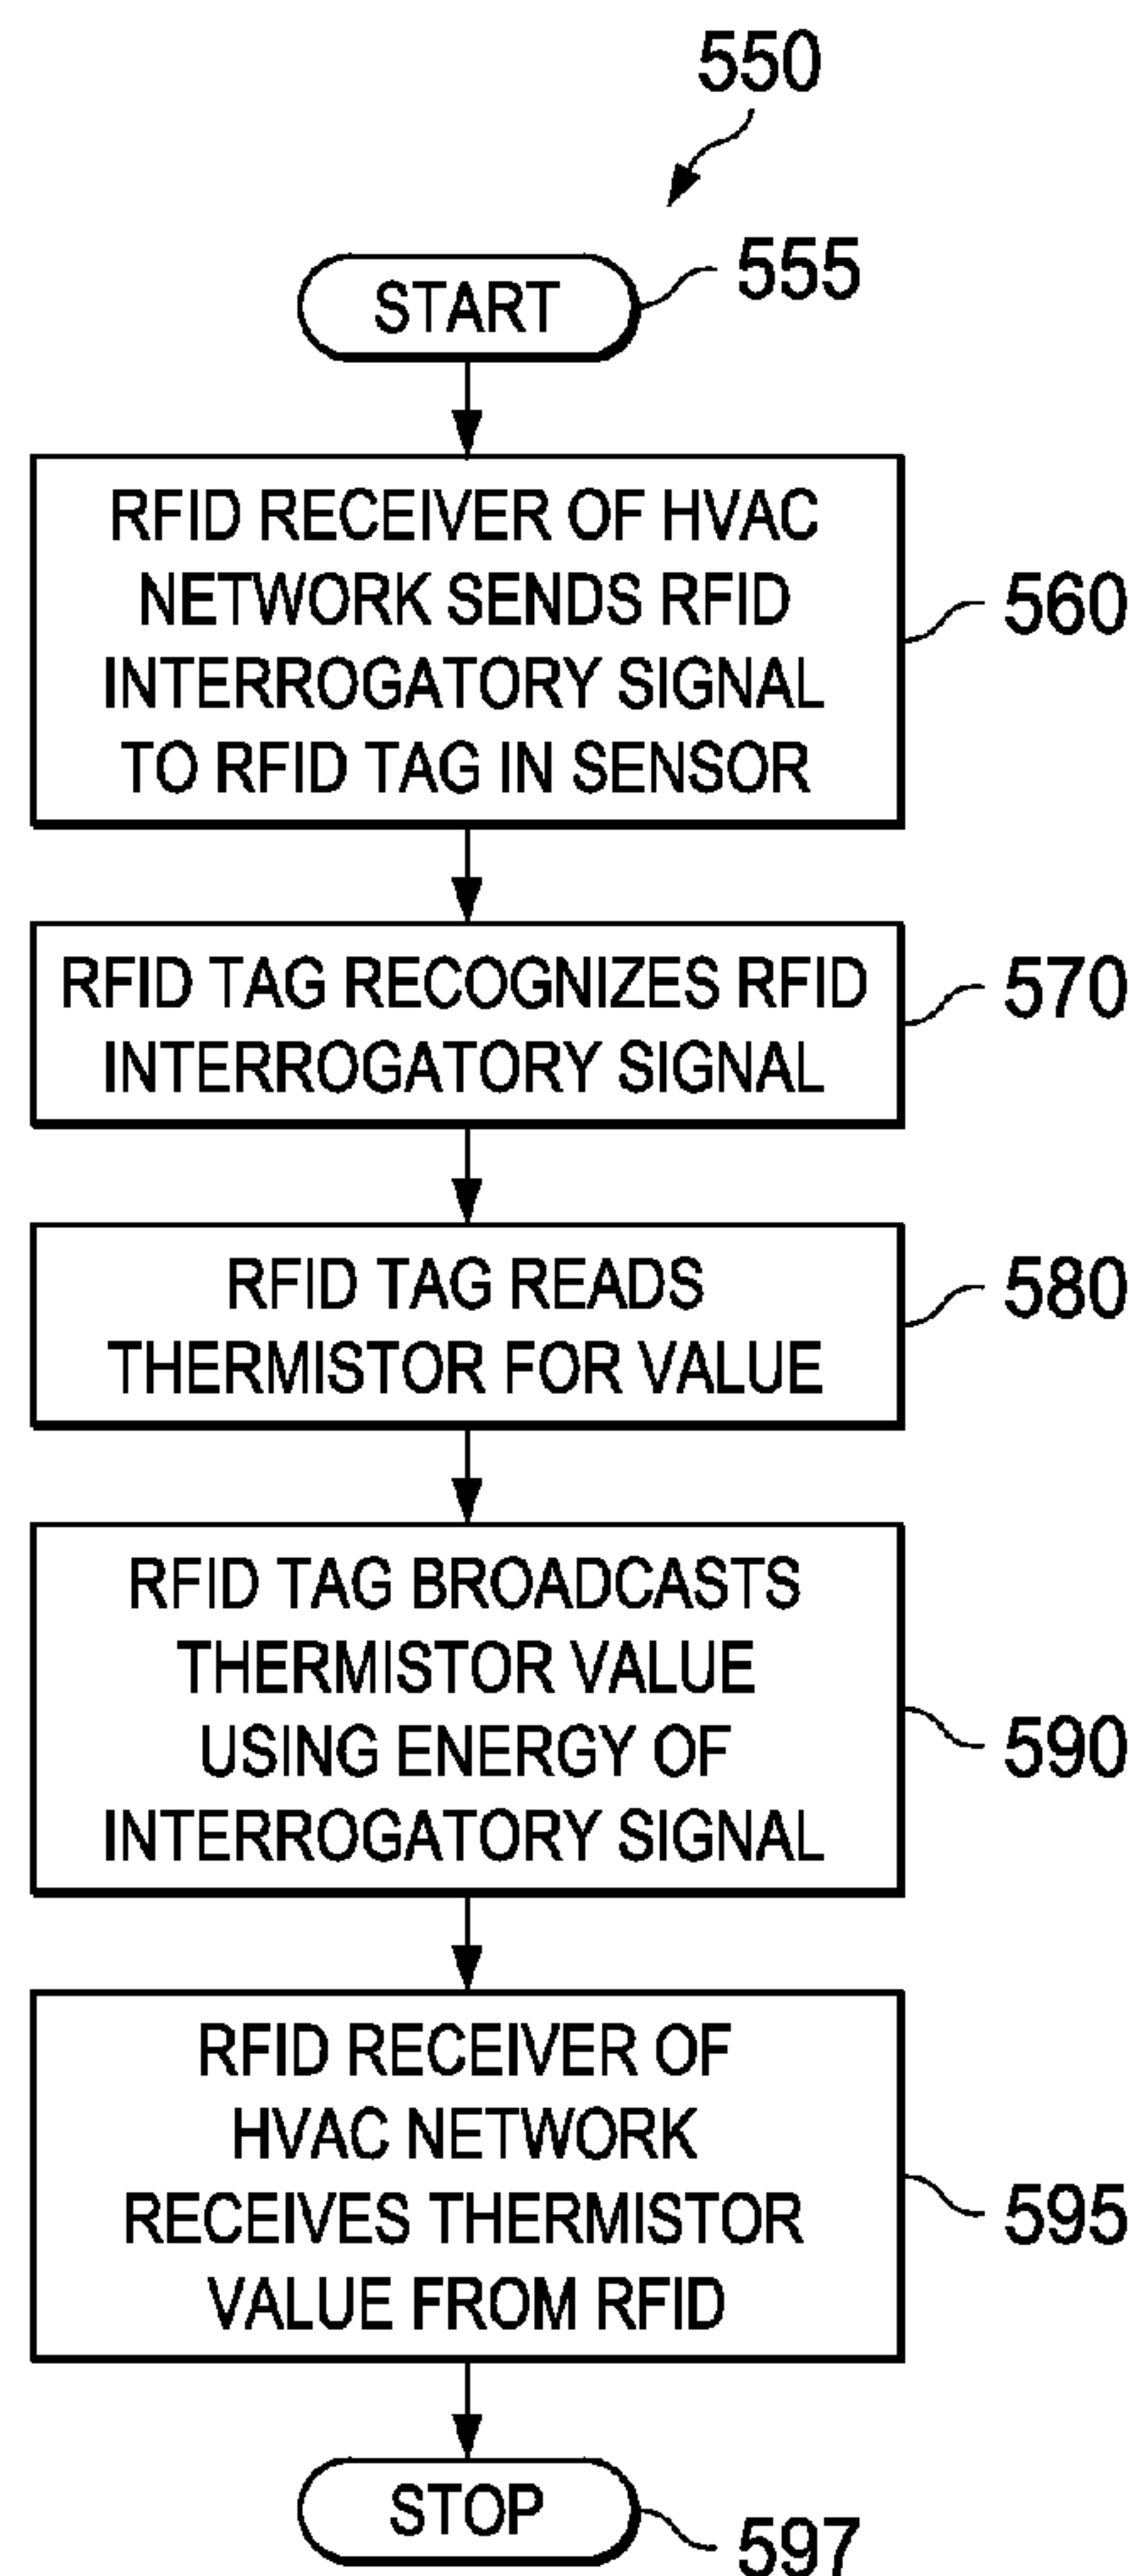 550
START
555
RFID RECEIVER OF HVAC
NETWORK SENDS RFID
INTERROGATORY SIGNAL
TO RFID TAG IN SENSOR
560
RFID TAG RECOGNIZES RFID
INTERROGATORY SIGNAL
570
RFID TAG READS
THERMISTOR FOR VALUE
580
RFID TAG BROADCASTS
THERMISTOR VALUE
USING ENERGY OF
INTERROGATORY SIGNAL
590
RFID RECEIVER OF
HVAC NETWORK
RECEIVES THERMISTOR
VALUE FROM RFID
595
STOP
597